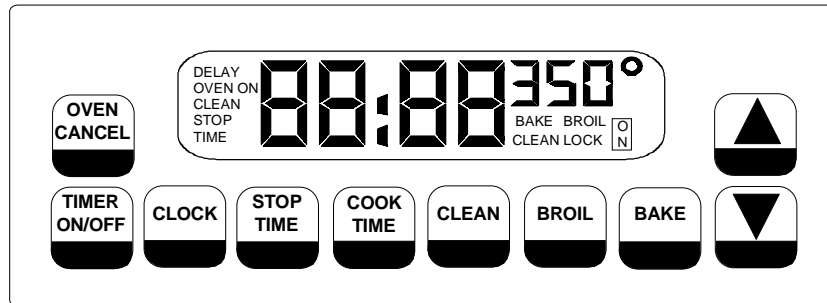 DELAY
OVEN ON
CLEAN
STOP
TIME
88:88
350°
BAKE BROIL
CLEAN LOCK
ON
OVEN
CANCEL
TIMER
ON/OFF
CLOCK
STOP
TIME
COOK
TIME
CLEAN
BROIL
BAKE